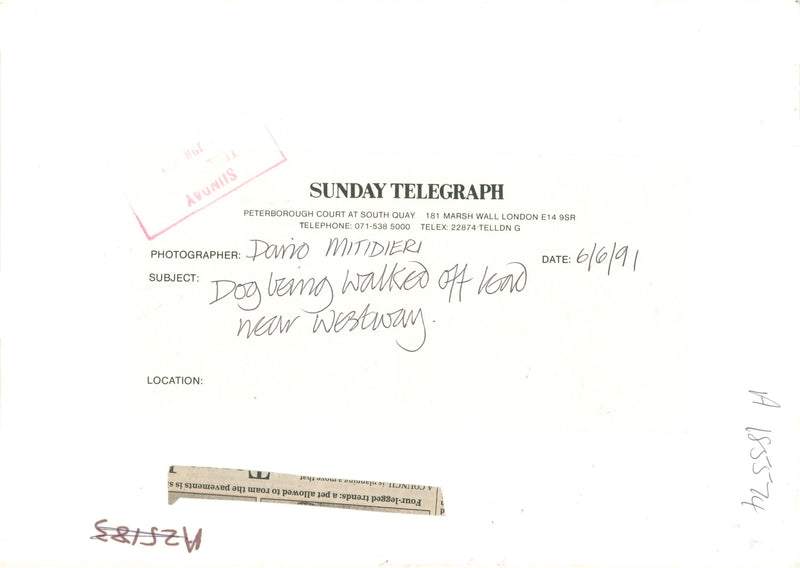 SUNDAY
SUNDAY TELEGRAPH
PETERBOROUGH COURT AT SOUTH QUAY 181 MARSH WALL LONDON E14 9SR
TELEPHONE: 071-538 5000 TELEX: 22874 TELLDN G
PHOTOGRAPHER: Dario MITIDIERI DATE: 6/6/91
SUBJECT: Dog being walked off lead
near Westway.
LOCATION:
A COUNCIL is planning a move that
Four-legged trends: a pet allowed to roam the pavements is s
A25183
A 185574